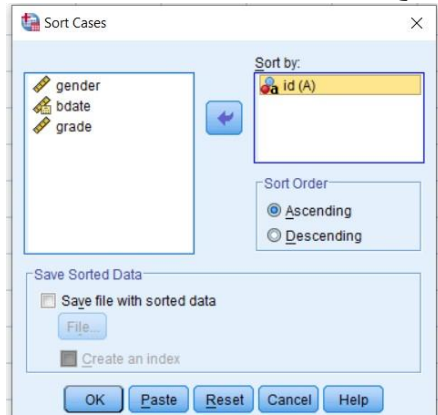 Sort Cases
Sort by:
gender
bdate
grade
id (A)
Sort Order
Ascending
Descending
Save Sorted Data
Save file with sorted data
File...
Create an index
OK Paste Reset Cancel Help